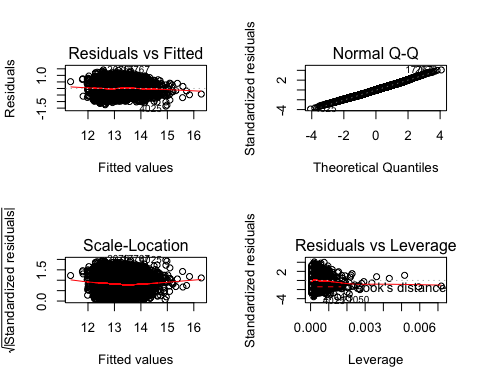 Residuals vs Fitted
Residuals
-1.5 1.0
12 13 14 15 16
Fitted values
Normal Q-Q
Standardized residuals
-4 2
-4 -2 0 2 4
Theoretical Quantiles
Scale-Location
√|Standardized residuals|
0.0 1.5
12 13 14 15 16
Fitted values
Residuals vs Leverage
Standardized residuals
-4 2
Cook's distance
0.000 0.003 0.006
Leverage